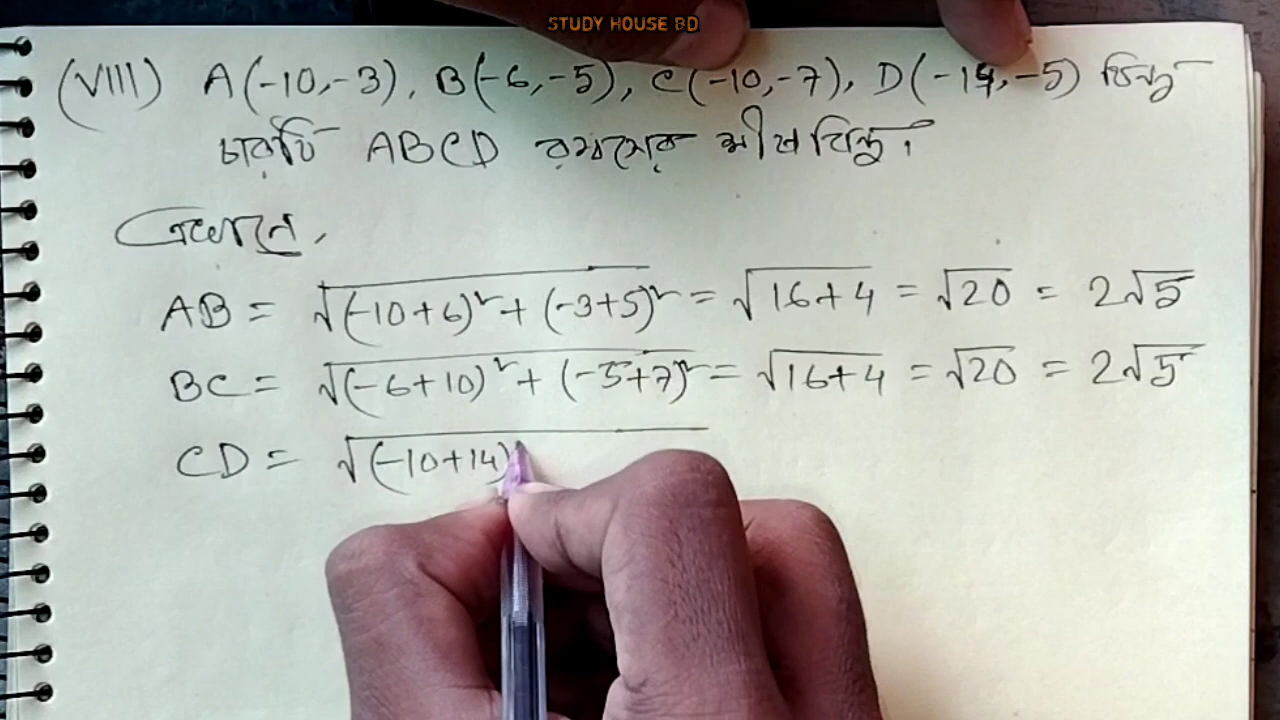 STUDY HOUSE BD
(VIII) A(-10,-3), B(-6,-5), C(-10,-7), D(-14,-5) বিন্দু
চারটি ABCD রম্বসের শীর্ষবিন্দু।
এখানে,
AB = √(-10+6)² + (-3+5)² = √16+4 = √20 = 2√5
BC = √(-6+10)² + (-5+7)² = √16+4 = √20 = 2√5
CD = √(-10+14)